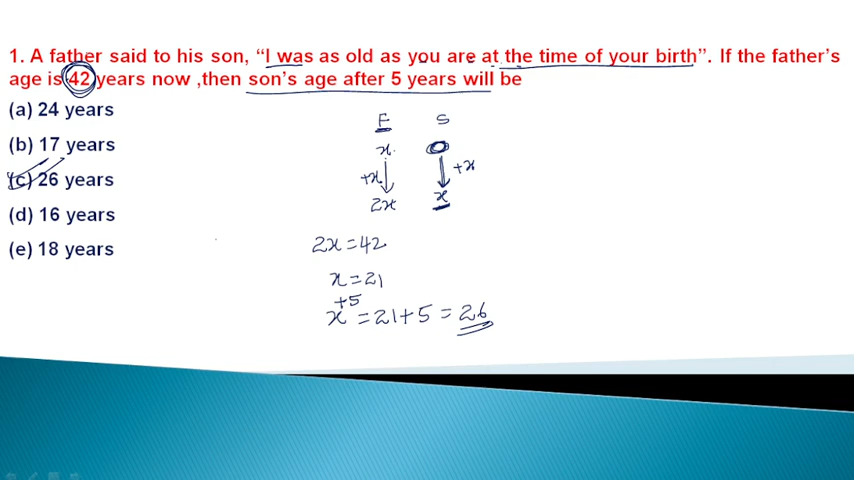 1. A father said to his son, “I was as old as you are at the time of your birth”. If the father’s
age is 42 years now ,then son’s age after 5 years will be
(a) 24 years
(b) 17 years
(c) 26 years
(d) 16 years
(e) 18 years
F S
x 0
+x +x
2x x
2x=42
x=21
x+5 =21+5=26